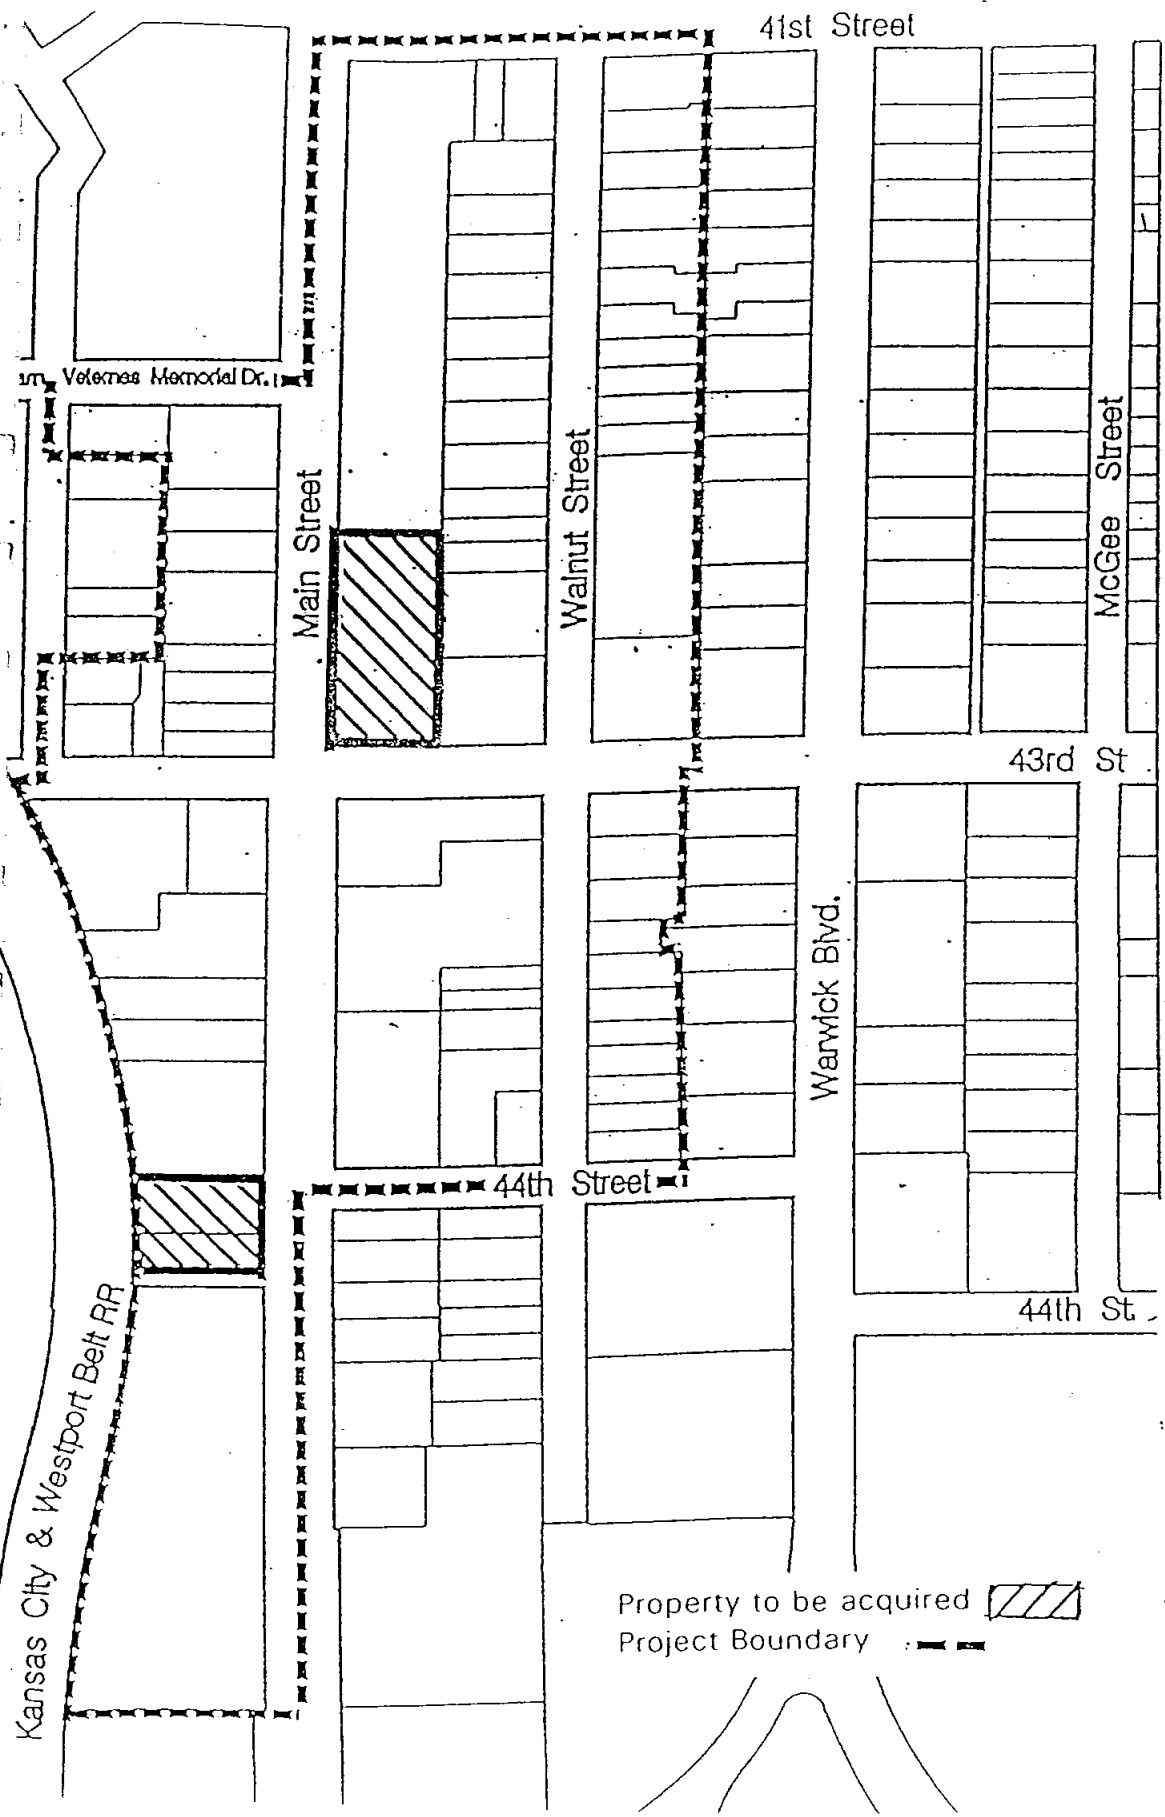 41st Street
Veternas Memorial Dr.
Main Street
Walnut Street
McGee Street
43rd St
Warwick Blvd.
44th Street
44th St.
Kansas City & Westport Belt RR
Property to be acquired
Project Boundary